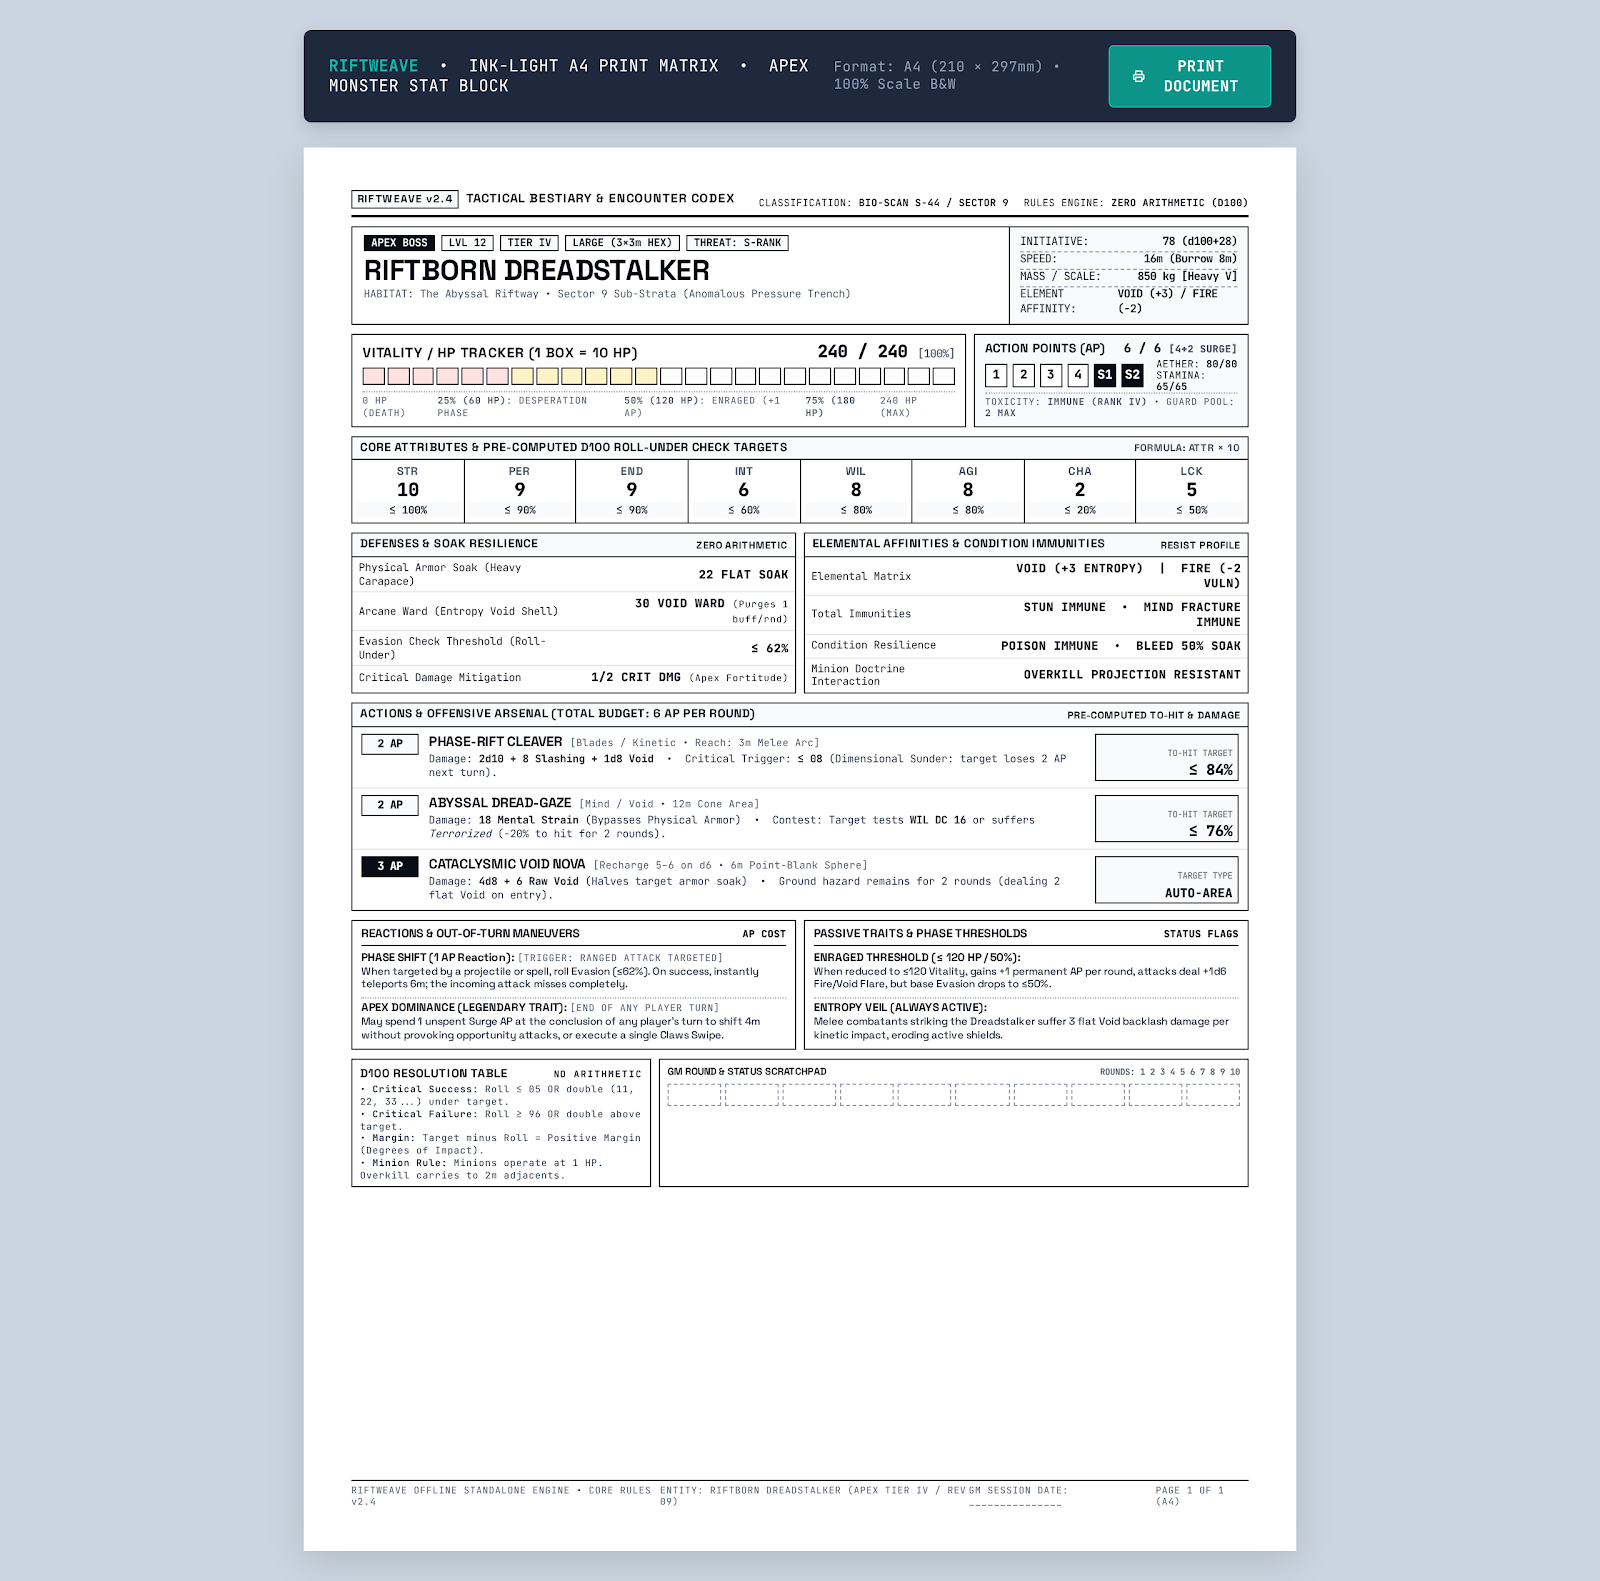 RIFTWEAVE • INK-LIGHT A4 PRINT MATRIX • APEX
MONSTER STAT BLOCK
Format: A4 (210 × 297mm) •
100% Scale B&W
PRINT
DOCUMENT
RIFTWEAVE v2.4 TACTICAL BESTIARY & ENCOUNTER CODEX CLASSIFICATION: BIO-SCAN S-44 / SECTOR 9 RULES ENGINE: ZERO ARITHMETIC (D100)
APEX BOSS LVL 12 TIER IV LARGE (3×3m HEX) THREAT: S-RANK
RIFTBORN DREADSTALKER
HABITAT: The Abyssal Riftway • Sector 9 Sub-Strata (Anomalous Pressure Trench)
INITIATIVE: 78 (d100+28)
SPEED: 16m (Burrow 8m)
MASS / SCALE: 850 kg [Heavy V]
ELEMENT AFFINITY: VOID (+3) / FIRE (-2)
VITALITY / HP TRACKER (1 BOX = 10 HP) 240 / 240 [100%]
0 HP (DEATH)
25% (60 HP): DESPERATION PHASE
50% (120 HP): ENRAGED (+1 AP)
75% (180 HP)
240 HP (MAX)
ACTION POINTS (AP) 6 / 6 [4+2 SURGE]
1 2 3 4 S1 S2
AETHER: 80/80
STAMINA:
65/65
TOXICITY: IMMUNE (RANK IV) • GUARD POOL:
2 MAX
CORE ATTRIBUTES & PRE-COMPUTED D100 ROLL-UNDER CHECK TARGETS FORMULA: ATTR × 10
STR PER END INT WIL AGI CHA LCK
10 9 9 6 8 8 2 5
≤ 100% ≤ 90% ≤ 90% ≤ 60% ≤ 80% ≤ 80% ≤ 20% ≤ 50%
DEFENSES & SOAK RESILIENCE ZERO ARITHMETIC
Physical Armor Soak (Heavy
Carapace)
22 FLAT SOAK
Arcane Ward (Entropy Void Shell)
30 VOID WARD (Purges 1
buff/rnd)
Evasion Check Threshold (Roll-
Under)
≤ 62%
Critical Damage Mitigation 1/2 CRIT DMG (Apex Fortitude)
ELEMENTAL AFFINITIES & CONDITION IMMUNITIES RESIST PROFILE
Elemental Matrix
VOID (+3 ENTROPY) | FIRE (-2
VULN)
Total Immunities
STUN IMMUNE • MIND FRACTURE
IMMUNE
Condition Resilience POISON IMMUNE • BLEED 50% SOAK
Minion Doctrine
Interaction
OVERKILL PROJECTION RESISTANT
ACTIONS & OFFENSIVE ARSENAL (TOTAL BUDGET: 6 AP PER ROUND) PRE-COMPUTED TO-HIT & DAMAGE
2 AP PHASE-RIFT CLEAVER [Blades / Kinetic • Reach: 3m Melee Arc]
Damage: 2d10 + 8 Slashing + 1d8 Void • Critical Trigger: ≤ 08 (Dimensional Sunder: target loses 2 AP
next turn).
TO-HIT TARGET
≤ 84%
2 AP ABYSSAL DREAD-GAZE [Mind / Void • 12m Cone Area]
Damage: 18 Mental Strain (Bypasses Physical Armor) • Contest: Target tests WIL DC 16 or suffers
Terrorized (-20% to hit for 2 rounds).
TO-HIT TARGET
≤ 76%
3 AP CATACLYSMIC VOID NOVA [Recharge 5-6 on d6 • 6m Point-Blank Sphere]
Damage: 4d8 + 6 Raw Void (Halves target armor soak) • Ground hazard remains for 2 rounds (dealing 2
flat Void on entry).
TARGET TYPE
AUTO-AREA
REACTIONS & OUT-OF-TURN MANEUVERS AP COST
PHASE SHIFT (1 AP Reaction): [TRIGGER: RANGED ATTACK TARGETED]
When targeted by a projectile or spell, roll Evasion (≤62%). On success, instantly
teleports 6m; the incoming attack misses completely.
APEX DOMINANCE (LEGENDARY TRAIT): [END OF ANY PLAYER TURN]
May spend 1 unspent Surge AP at the conclusion of any player's turn to shift 4m
without provoking opportunity attacks, or execute a single Claws Swipe.
PASSIVE TRAITS & PHASE THRESHOLDS STATUS FLAGS
ENRAGED THRESHOLD (≤ 120 HP / 50%):
When reduced to ≤120 Vitality, gains +1 permanent AP per round, attacks deal +1d6
Fire/Void Flare, but base Evasion drops to ≤50%.
ENTROPY VEIL (ALWAYS ACTIVE):
Melee combatants striking the Dreadstalker suffer 3 flat Void backlash damage per
kinetic impact, eroding active shields.
D100 RESOLUTION TABLE NO ARITHMETIC
• Critical Success: Roll ≤ 05 OR double (11,
22, 33...) under target.
• Critical Failure: Roll ≥ 96 OR double above
target.
• Margin: Target minus Roll = Positive Margin
(Degrees of Impact).
• Minion Rule: Minions operate at 1 HP.
Overkill carries to 2m adjacents.
GM ROUND & STATUS SCRATCHPAD ROUNDS: 1 2 3 4 5 6 7 8 9 10
RIFTWEAVE OFFLINE STANDALONE ENGINE • CORE RULES
v2.4
ENTITY: RIFTBORN DREADSTALKER (APEX TIER IV / REV
09)
GM SESSION DATE:
_______________
PAGE 1 OF 1
(A4)